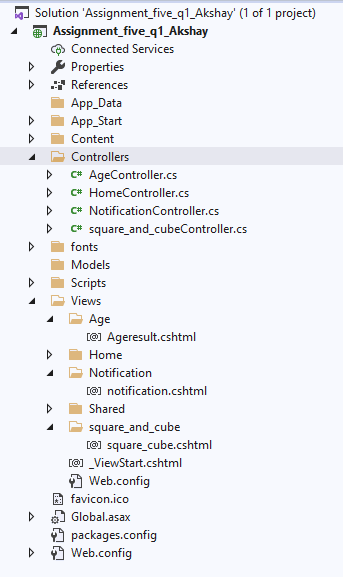 Solution 'Assignment_five_q1_Akshay' (1 of 1 project)
Assignment_five_q1_Akshay
Connected Services
Properties
References
App_Data
App_Start
Content
Controllers
C# AgeController.cs
C# HomeController.cs
C# NotificationController.cs
C# square_and_cubeController.cs
fonts
Models
Scripts
Views
Age
[@] Ageresult.cshtml
Home
Notification
[@] notification.cshtml
Shared
square_and_cube
[@] square_cube.cshtml
[@] _ViewStart.cshtml
Web.config
favicon.ico
Global.asax
packages.config
Web.config